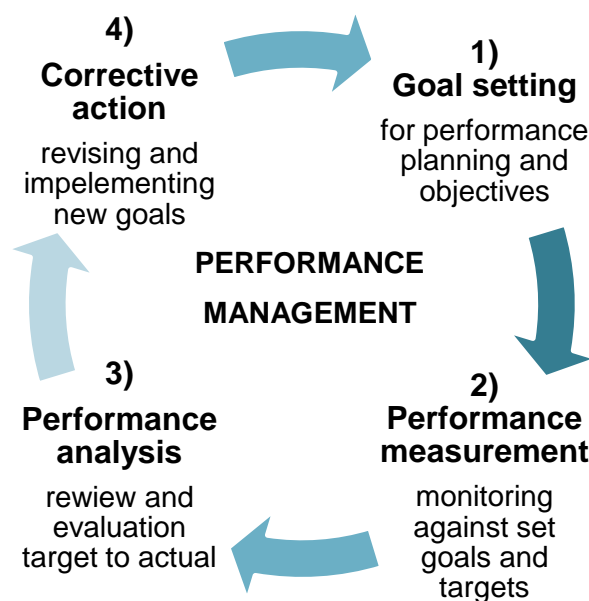 4)
Corrective
action
revising and
impelementing
new goals
1)
Goal setting
for performance
planning and
objectives
PERFORMANCE
MANAGEMENT
3)
Performance
analysis
rewiew and
evaluation
target to actual
2)
Performance
measurement
monitoring
against set
goals and
targets